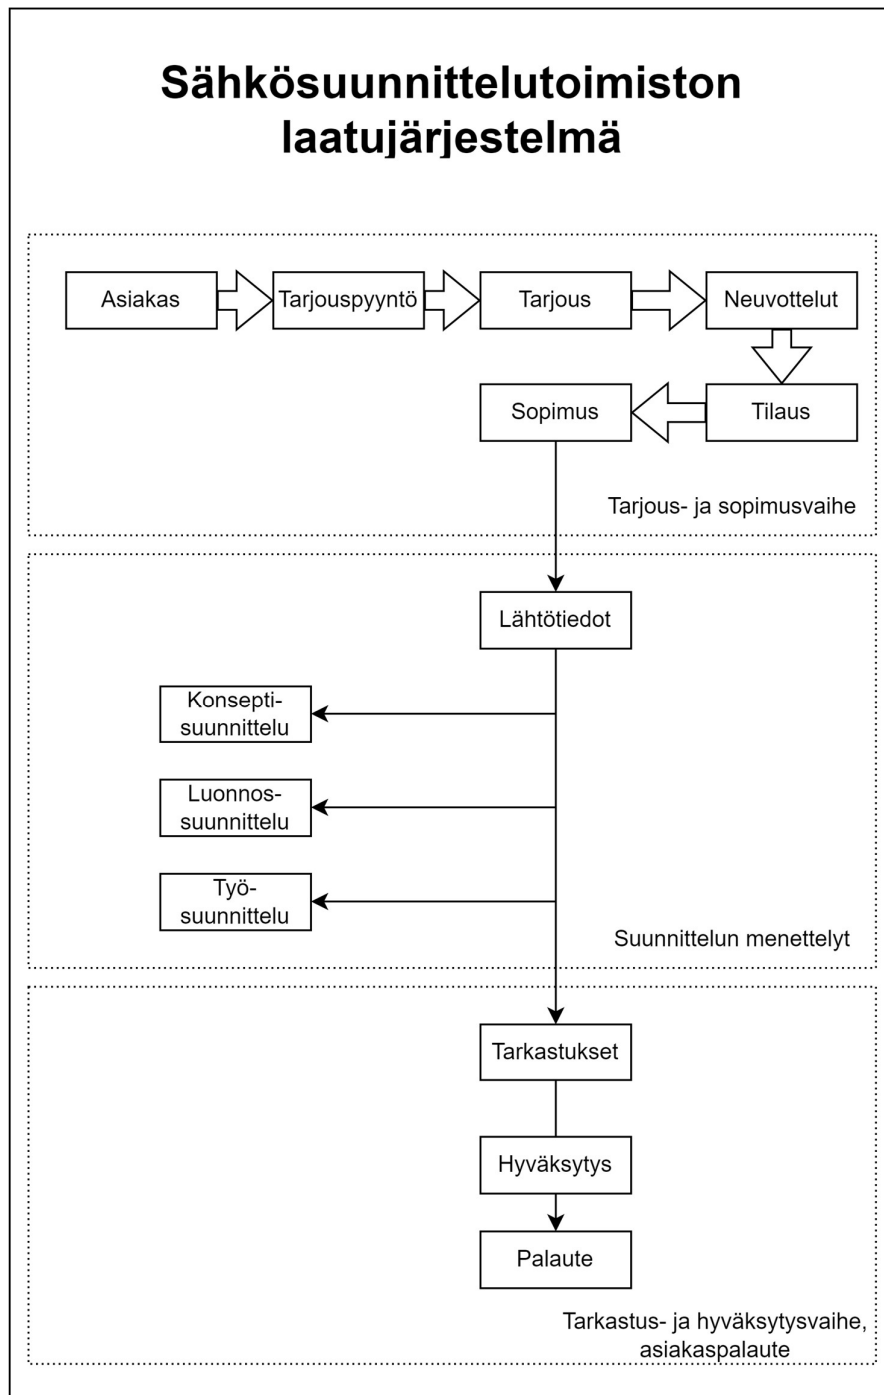 Sähkösuunnittelutoimiston
laatujärjestelmä
Asiakas
Tarjouspyyntö
Tarjous
Neuvottelut
Sopimus
Tilaus
Tarjous- ja sopimusvaihe
Lähtötiedot
Konsepti-
suunnittelu
Luonnos-
suunnittelu
Työ-
suunnittelu
Suunnittelun menettelyt
Tarkastukset
Hyväksytys
Palaute
Tarkastus- ja hyväksytysvaihe,
asiakaspalaute